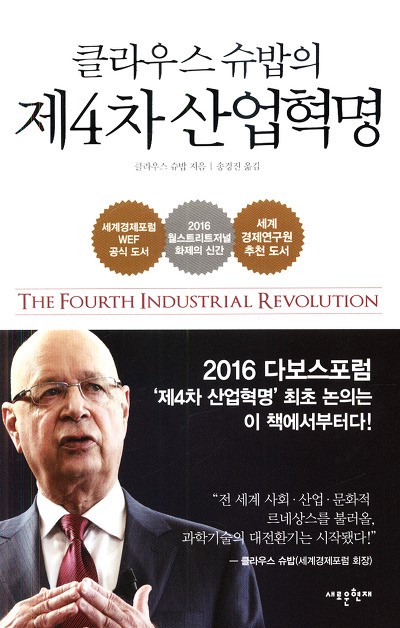 클라우스 슈밥의
제4차 산업혁명
클라우스 슈밥 지음 | 송경진 옮김
세계경제포럼
WEF
공식 도서
2016
월스트리트저널
화제의 신간
세계
경제연구원
추천 도서
THE FOURTH INDUSTRIAL REVOLUTION
2016 다보스포럼
‘제4차 산업혁명’ 최초 논의는
이 책에서부터다!
“전 세계 사회·산업·문화적
르네상스를 불러올,
과학기술의 대전환기는 시작됐다!”
— 클라우스 슈밥(세계경제포럼 회장)
새로운현재